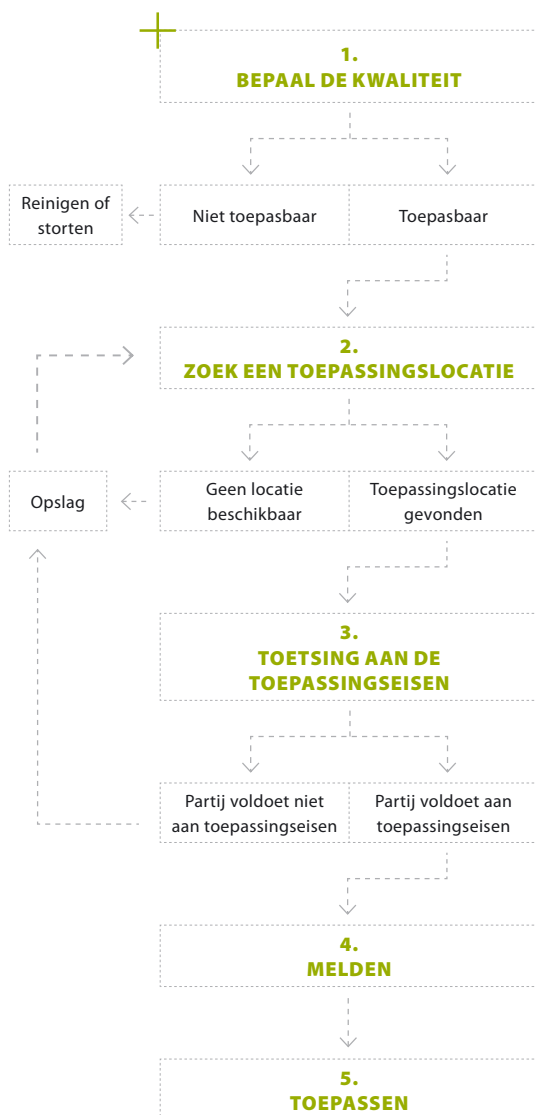 1.
BEPAAL DE KWALITEIT
Reinigen of
storten
Niet toepasbaar
Toepasbaar
2.
ZOEK EEN TOEPASSINGSLOCATIE
Opslag
Geen locatie
beschikbaar
Toepassingslocatie
gevonden
3.
TOETSING AAN DE
TOEPASSINGSEISEN
Partij voldoet niet
aan toepassingseisen
Partij voldoet aan
toepassingseisen
4.
MELDEN
5.
TOEPASSEN